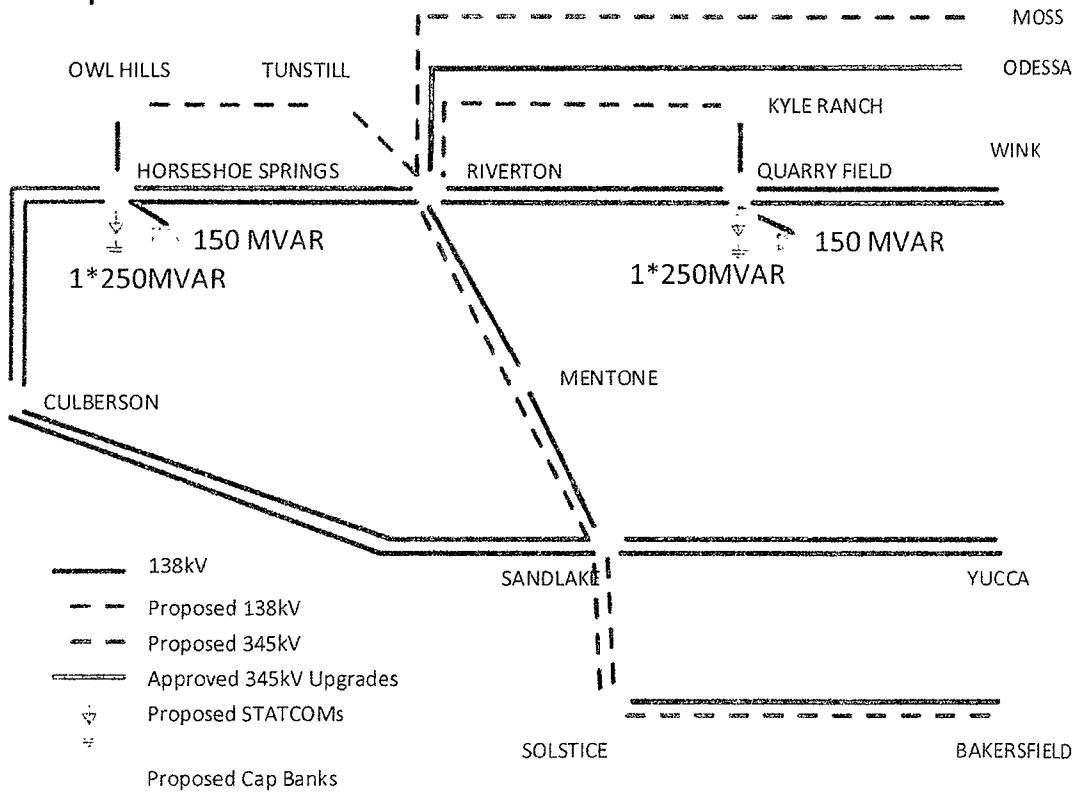 MOSS
OWL HILLS TUNSTILL ODESSA
KYLE RANCH
WINK
HORSESHOE SPRINGS RIVERTON QUARRY FIELD
150 MVAR 150 MVAR
1*250MVAR 1*250MVAR
MENTONE
CULBERSON
138kV
SANDLAKE YUCCA
Proposed 138kV
Proposed 345kV
Approved 345kV Upgrades
Proposed STATCOMs
SOLSTICE BAKERSFIELD
Proposed Cap Banks